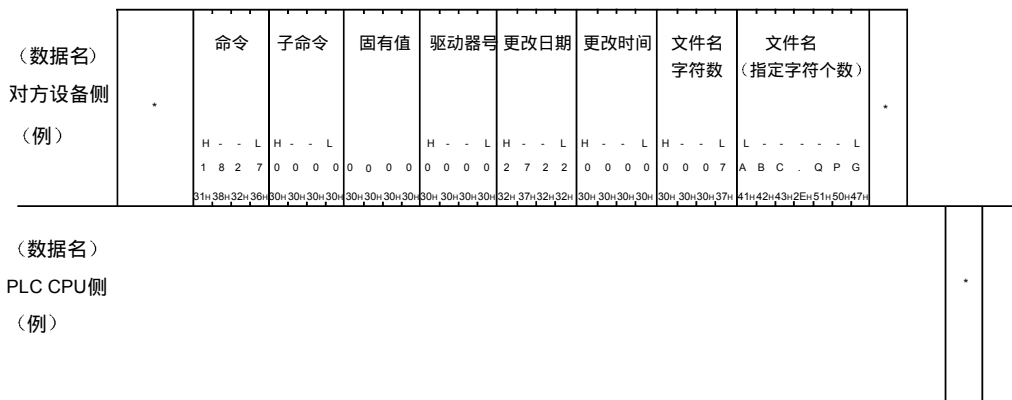 命令 子命令 固有值 驱动器号 更改日期 更改时间 文件名 文件名
字符数 （指定字符个数）
（数据名）
对方设备侧
（例）
* *
H - - L H - - L H - - L H - - L H - - L H - - L L - - - - - L
1 8 2 7 0 0 0 0 0 0 0 0 0 0 0 0 2 7 2 2 0 0 0 0 0 0 0 7 A B C . Q P G
31H 38H 32H 36H 30H 30H 30H 30H 30H 30H 30H 30H 30H 30H 30H 30H 32H 37H 32H 32H 30H 30H 30H 30H 30H 30H 30H 37H 41H 42H 43H 2EH 51H 50H 47H
（数据名）
PLC CPU侧
（例）
*